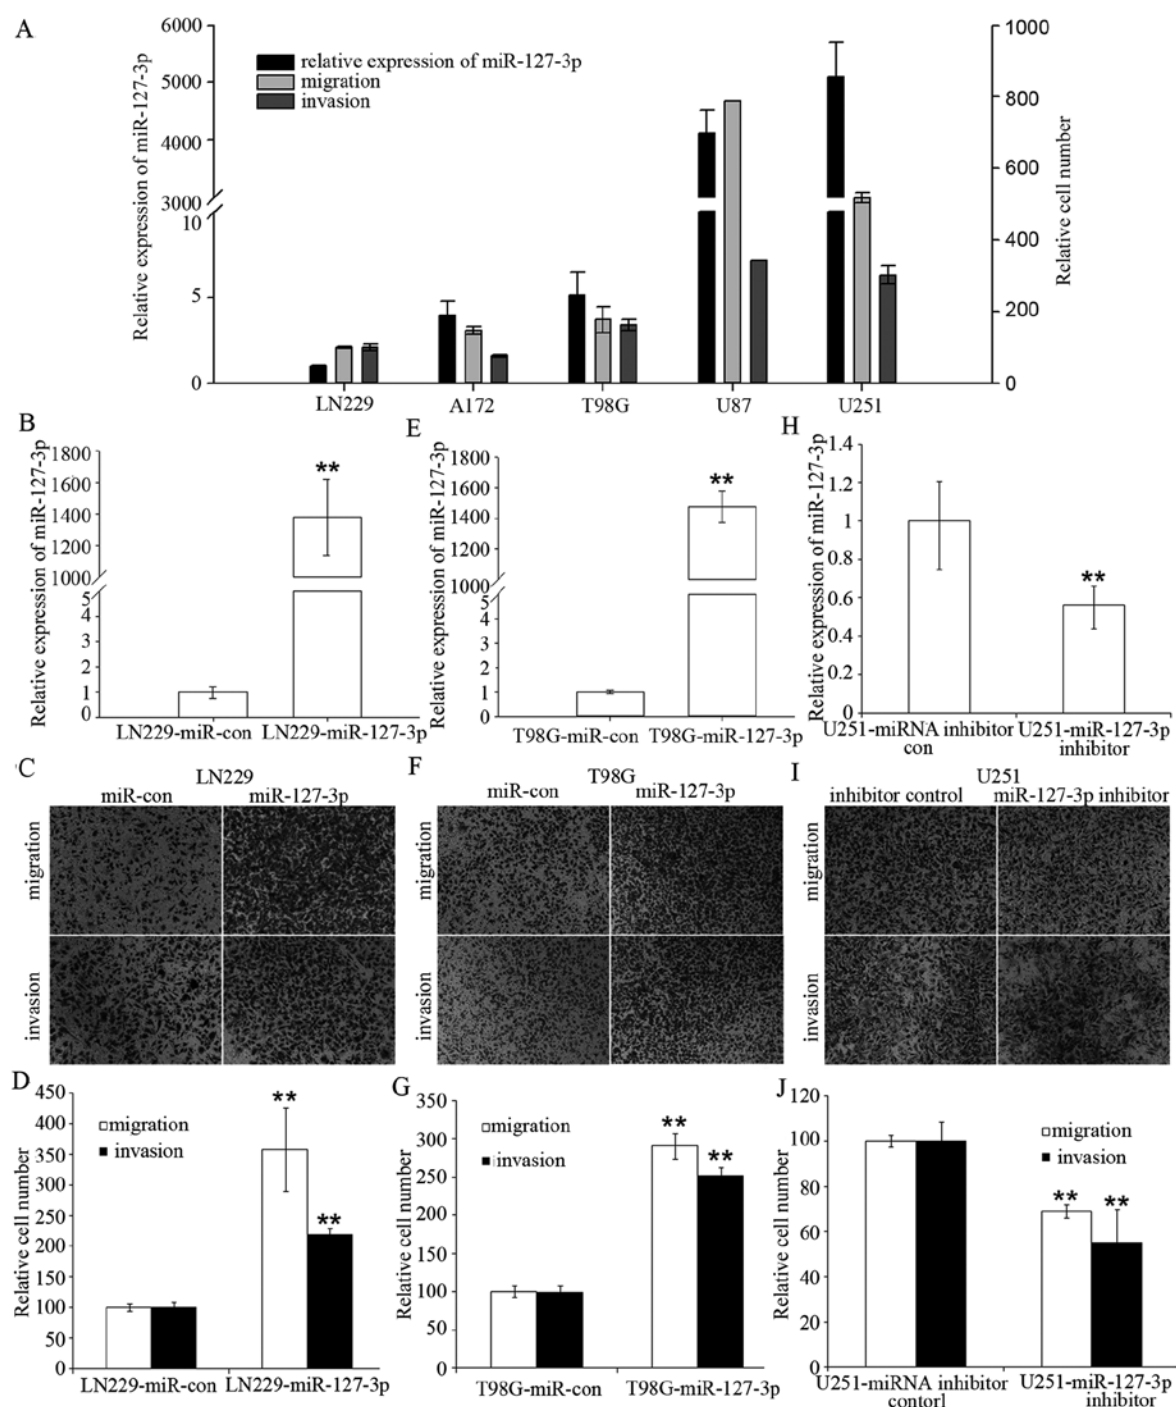 A
6000
5000
4000
3000
10
5
0
Relative expression of miR-127-3p
relative expression of miR-127-3p
migration
invasion
1000
800
600
400
200
0
Relative cell number
LN229 A172 T98G U87 U251
B
1800
1600
1400
1200
1000
5
4
3
2
1
0
Relative expression of miR-127-3p
**
LN229-miR-con LN229-miR-127-3p
E
1800
1600
1400
1200
1000
5
4
3
2
1
0
Relative expression of miR-127-3p
**
T98G-miR-con T98G-miR-127-3p
H
1.4
1.2
1
0.8
0.6
0.4
0.2
0
Relative expression of miR-127-3p
**
U251-miRNA inhibitor
con
U251-miR-127-3p
inhibitor
C
LN229
miR-con miR-127-3p
migration
invasion
F
T98G
miR-con miR-127-3p
migration
invasion
I
U251
inhibitor control miR-127-3p inhibitor
migration
invasion
D
450
400
350
300
250
200
150
100
50
0
Relative cell number
migration
invasion
**
**
LN229-miR-con LN229-miR-127-3p
G
350
300
250
200
150
100
50
0
Relative cell number
migration
invasion
**
**
T98G-miR-con T98G-miR-127-3p
J
120
100
80
60
40
20
0
Relative cell number
migration
invasion
**
**
U251-miRNA inhibitor
contorl
U251-miR-127-3p
inhibitor